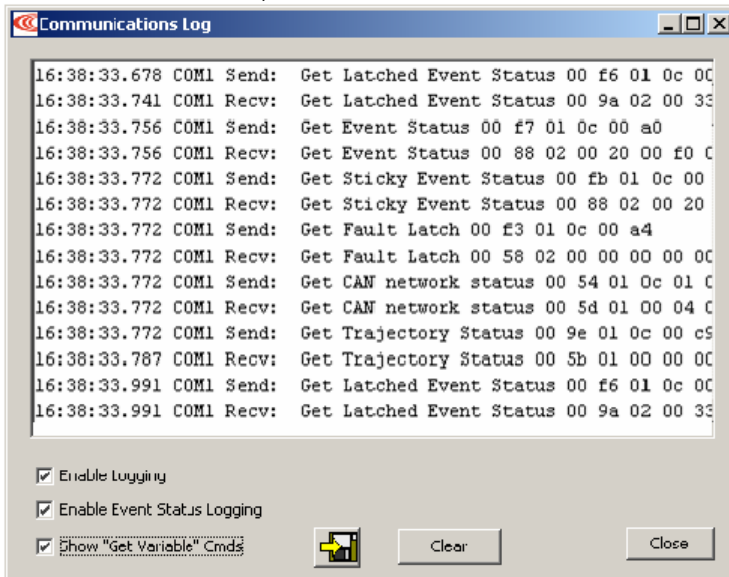 Communications Log
16:38:33.678 COM1 Send: Get Latched Event Status 00 f6 01 0c 00
16:38:33.741 COM1 Recv: Get Latched Event Status 00 9a 02 00 33
16:38:33.756 COM1 Send: Get Event Status 00 f7 01 0c 00 a0
16:38:33.756 COM1 Recv: Get Event Status 00 88 02 00 20 00 f0
16:38:33.772 COM1 Send: Get Sticky Event Status 00 fb 01 0c 00
16:38:33.772 COM1 Recv: Get Sticky Event Status 00 88 02 00 20
16:38:33.772 COM1 Send: Get Fault Latch 00 f3 01 0c 00 a4
16:38:33.772 COM1 Recv: Get Fault Latch 00 58 02 00 00 00 00 00
16:38:33.772 COM1 Send: Get CAN network status 00 54 01 0c 01
16:38:33.772 COM1 Recv: Get CAN network status 00 5d 01 00 04
16:38:33.772 COM1 Send: Get Trajectory Status 00 9e 01 0c 00 c9
16:38:33.787 COM1 Recv: Get Trajectory Status 00 5b 01 00 00 00
16:38:33.991 COM1 Send: Get Latched Event Status 00 f6 01 0c 00
16:38:33.991 COM1 Recv: Get Latched Event Status 00 9a 02 00 33
Enable Logging
Enable Event Status Logging
Show "Get Variable" Cmds
Clear
Close